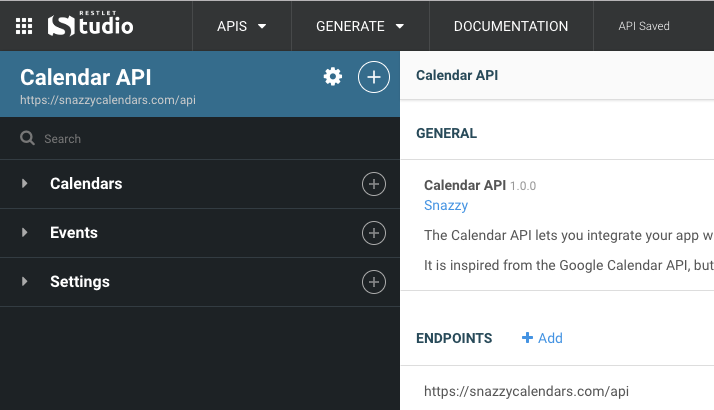 RESTLET
Studio
APIS
GENERATE
DOCUMENTATION
API Saved
Calendar API
https://snazzycalendars.com/api
Search
Calendars
Events
Settings
Calendar API
GENERAL
Calendar API 1.0.0
Snazzy
The Calendar API lets you integrate your app w
It is inspired from the Google Calendar API, but
ENDPOINTS
Add
https://snazzycalendars.com/api